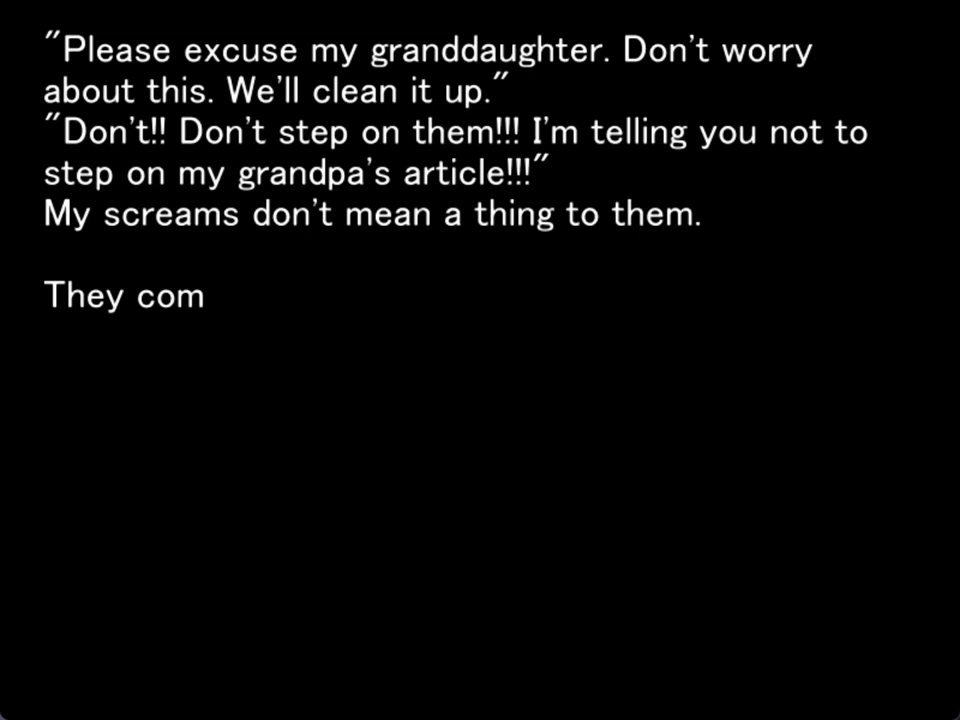 "Please excuse my granddaughter. Don't worry
about this. We'll clean it up."
"Don't!! Don't step on them!!! I'm telling you not to
step on my grandpa's article!!!"
My screams don't mean a thing to them.
They com